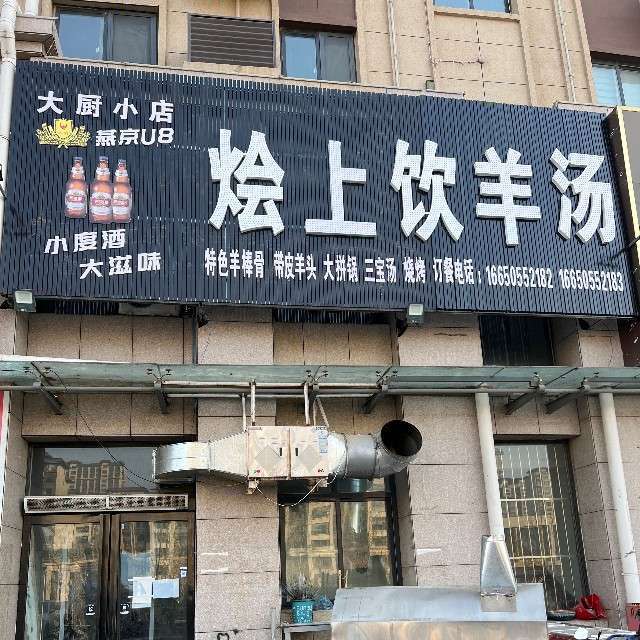 大厨小店
燕京U8
小度酒
大滋味
烩上饮羊汤
特色羊棒骨 带皮羊头 大拼锅 三宝汤 烧烤 订餐电话：16650552182 16650552183